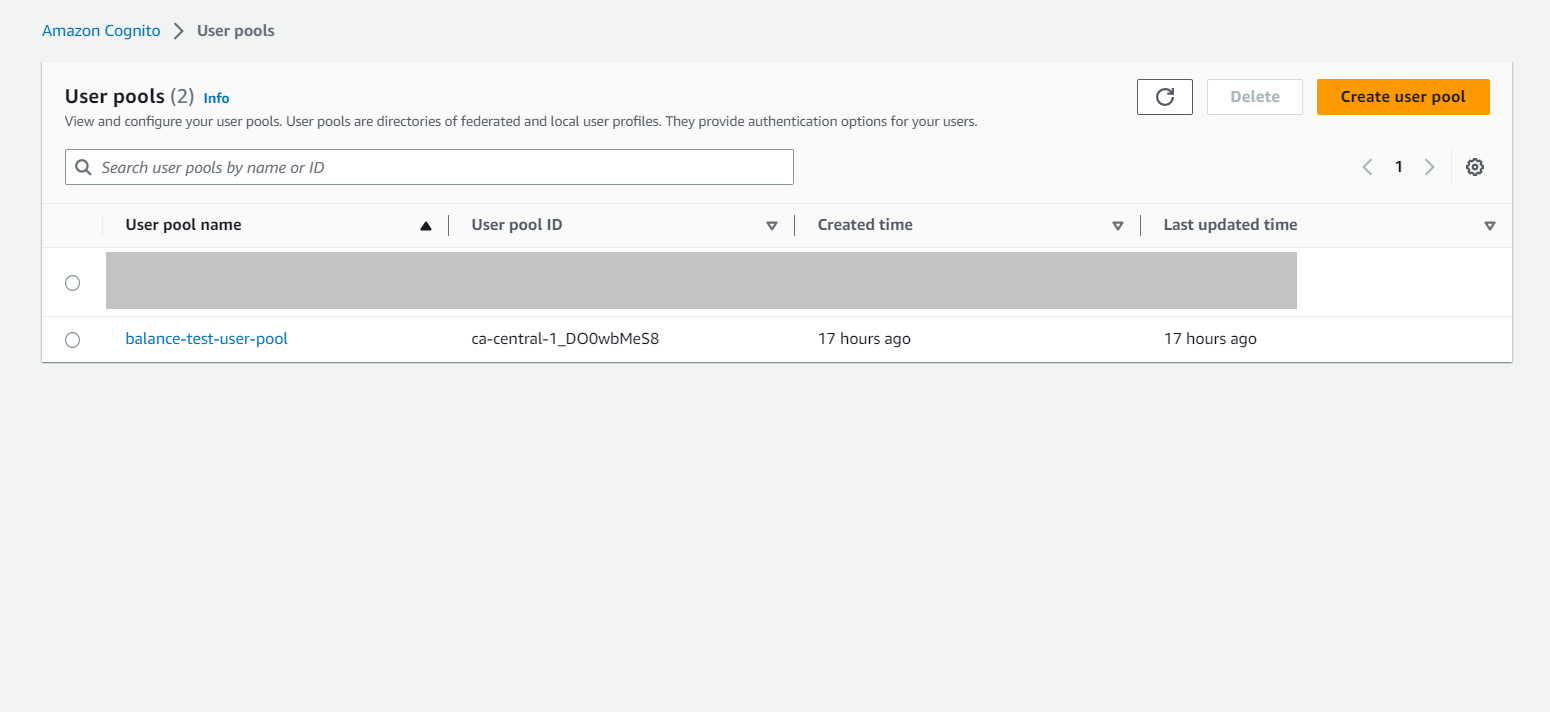 Amazon Cognito > User pools
User pools (2) Info
Delete
Create user pool
View and configure your user pools. User pools are directories of federated and local user profiles. They provide authentication options for your users.
Search user pools by name or ID
1
User pool name User pool ID Created time Last updated time
balance-test-user-pool ca-central-1_DO0wbMeS8 17 hours ago 17 hours ago